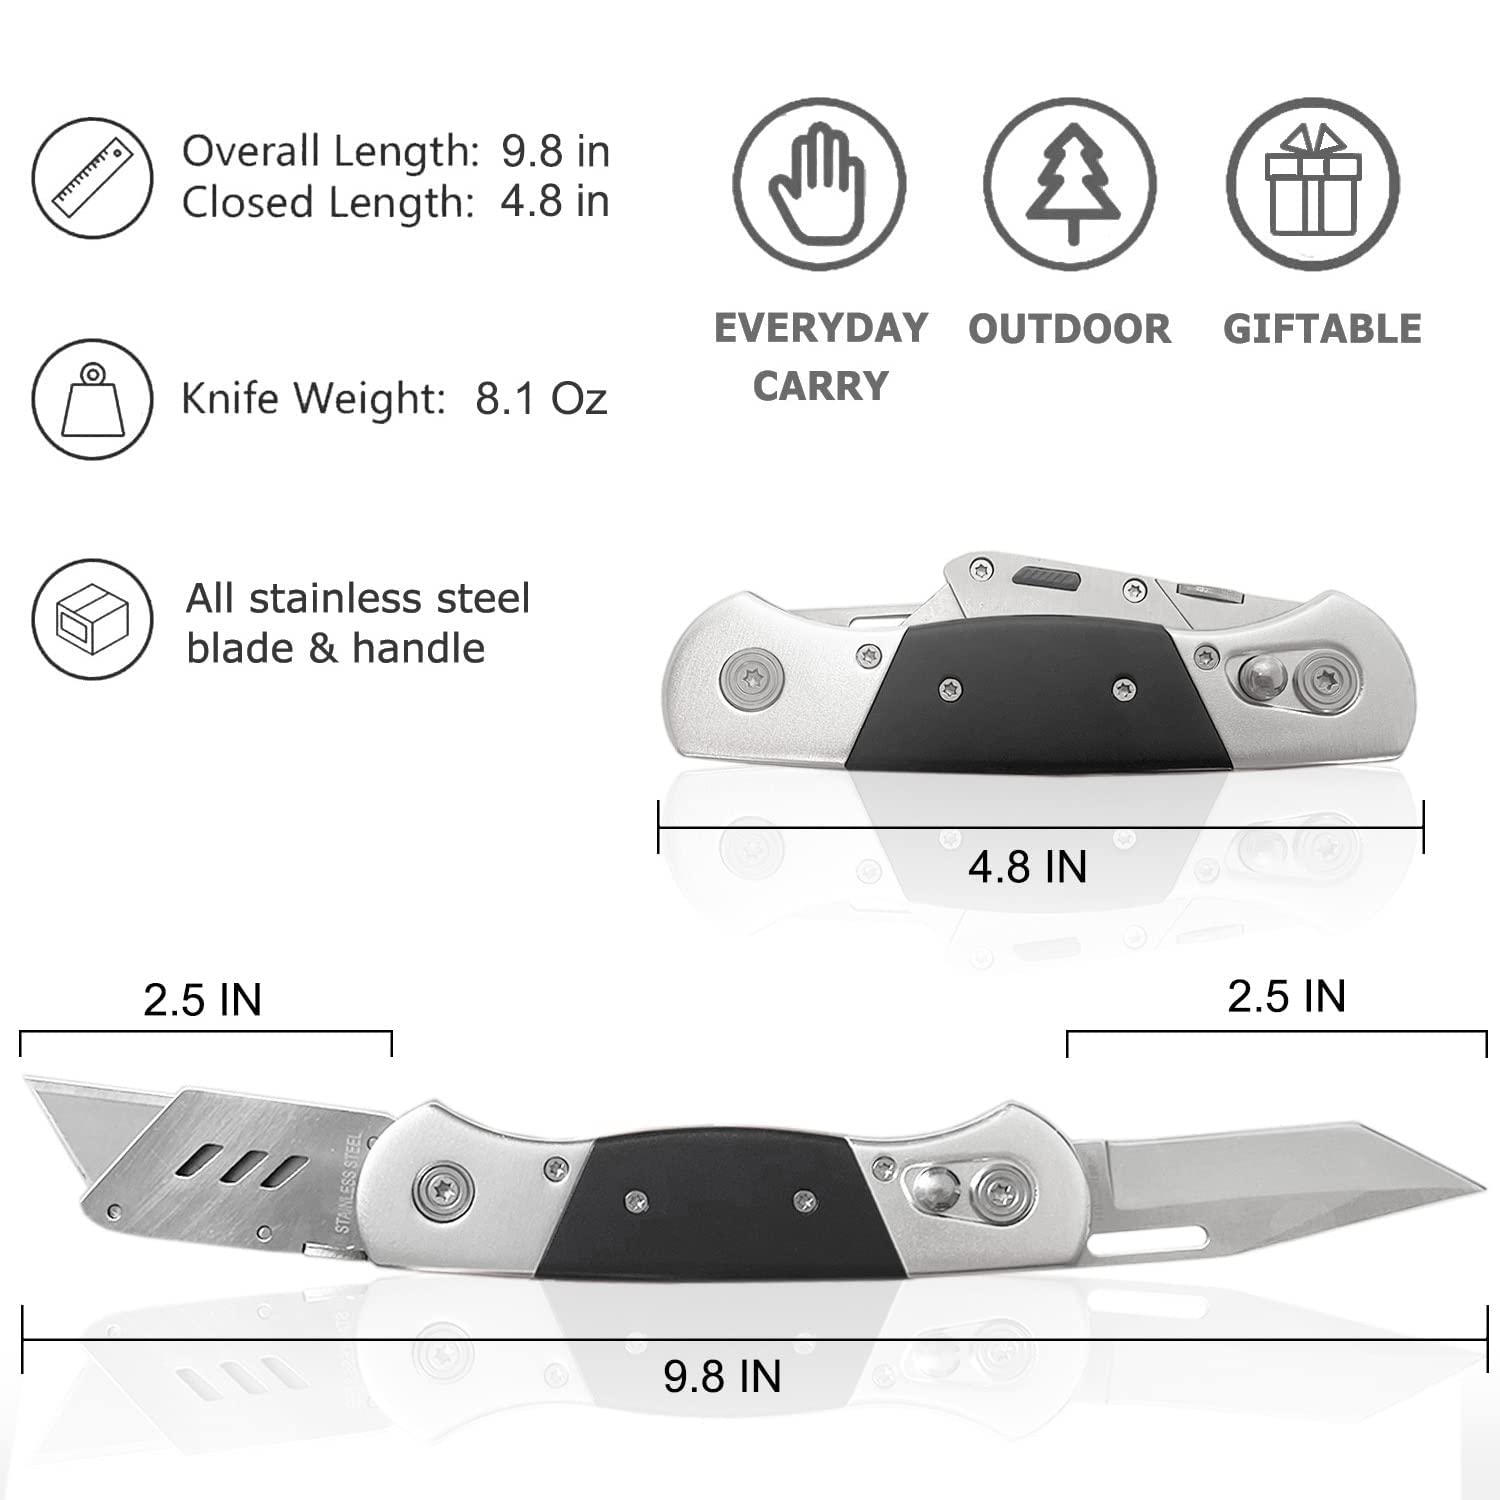 Overall Length: 9.8 in
Closed Length: 4.8 in
Knife Weight: 8.1 Oz
All stainless steel
blade & handle
EVERYDAY
CARRY
OUTDOOR
GIFTABLE
4.8 IN
2.5 IN
2.5 IN
STAINLESS STEEL
9.8 IN